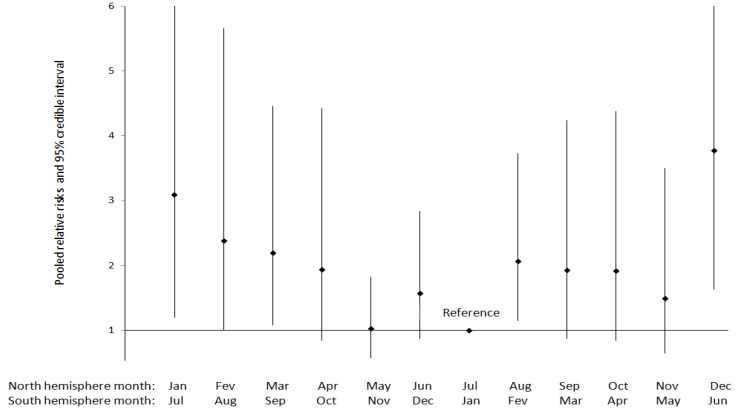 6
5
4
3
2
1
Pooled relative risks and 95% credible interval
Reference
North hemisphere month: Jan Fev Mar Apr May Jun Jul Aug Sep Oct Nov Dec
South hemisphere month: Jul Aug Sep Oct Nov Dec Jan Fev Mar Apr May Jun